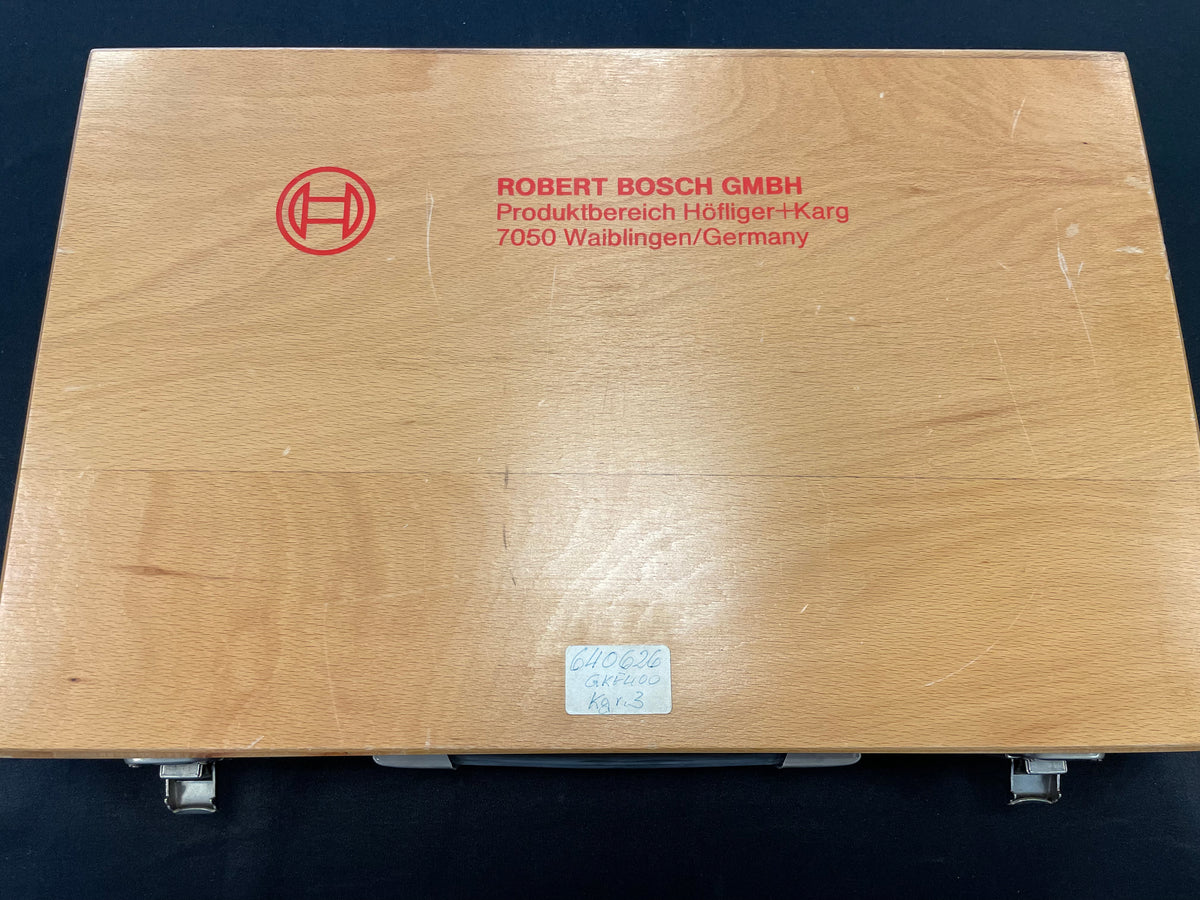 ROBERT BOSCH GMBH
Produktbereich Höfliger+Karg
7050 Waiblingen/Germany
640626
GKF400
Kgr.3